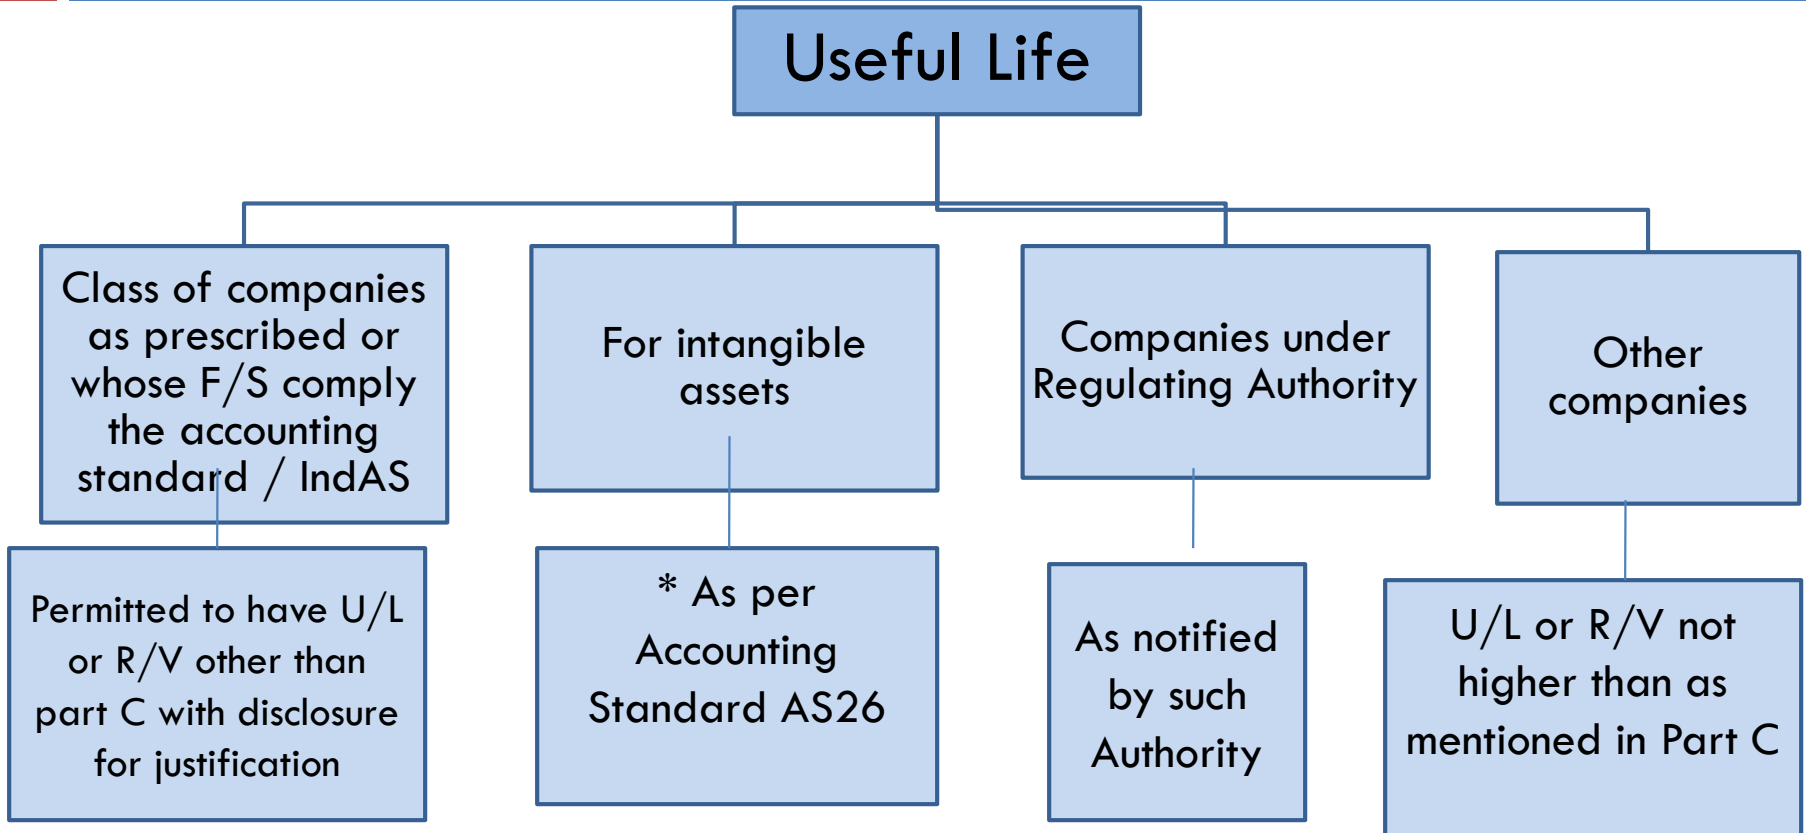 Useful Life
Class of companies
as prescribed or
whose F/S comply
the accounting
standard / IndAS
For intangible
assets
Companies under
Regulating Authority
Other
companies
Permitted to have U/L
or R/V other than
part C with disclosure
for justification
* As per
Accounting
Standard AS26
As notified
by such
Authority
U/L or R/V not
higher than as
mentioned in Part C